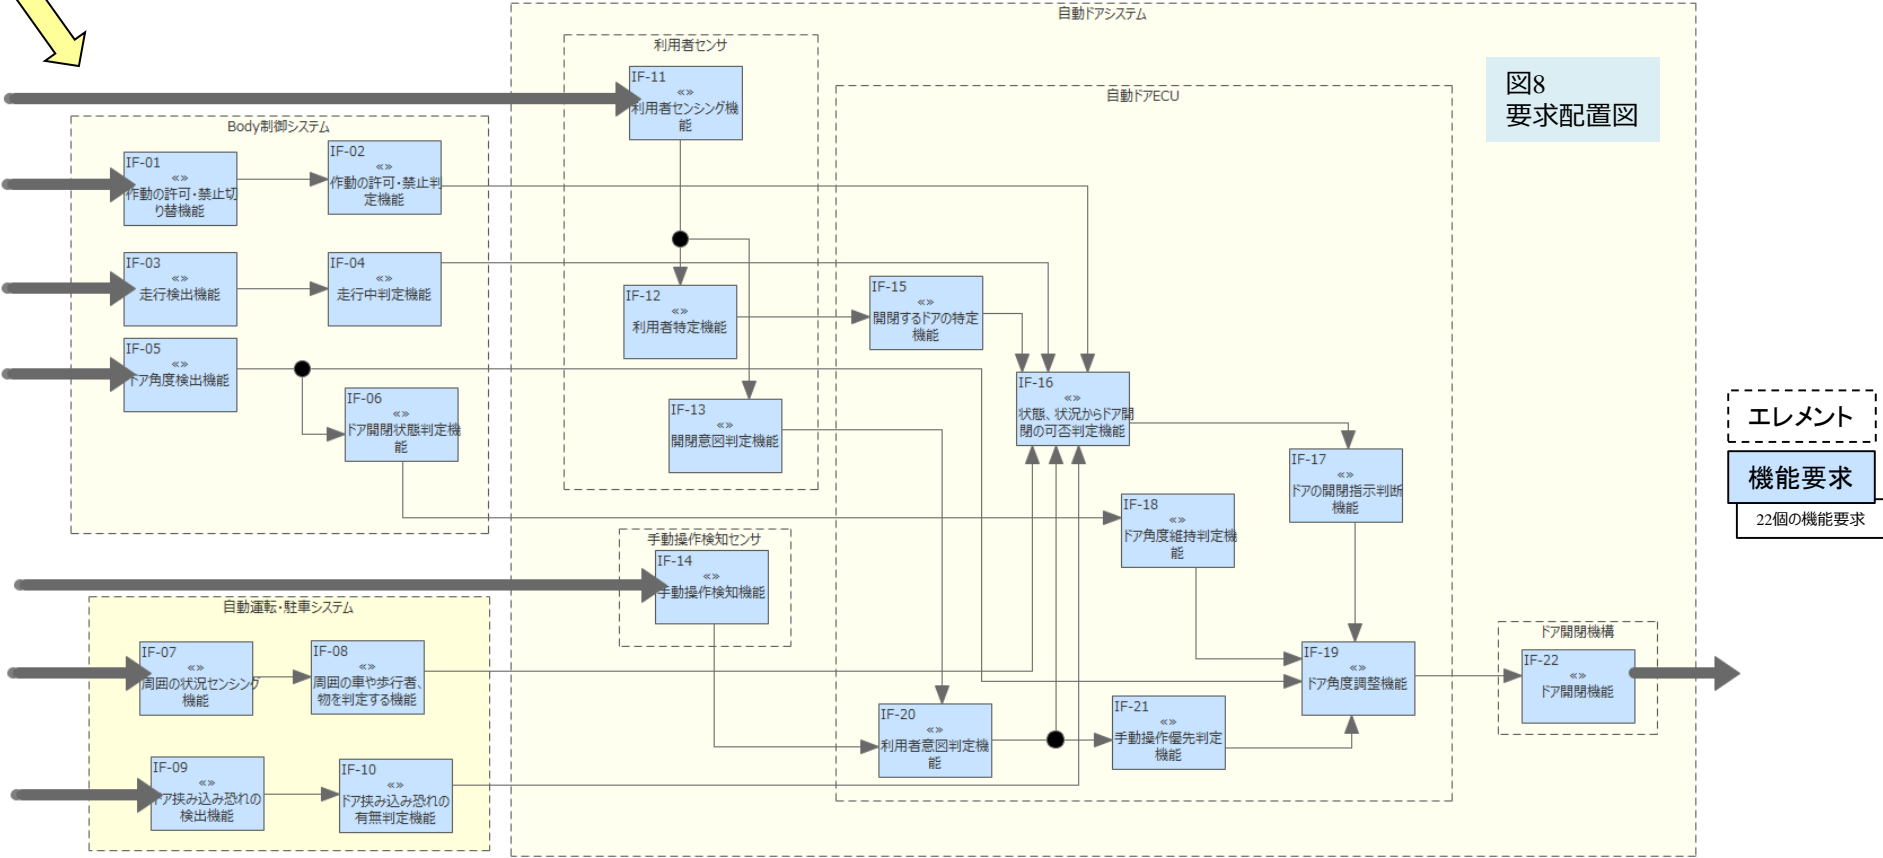 自動ドアシステム
利用者センサ
IF-11
«»
利用者センシング機
能
自動ドアECU
図8
要求配置図
Body制御システム
IF-01
«»
作動の許可・禁止切
り替機能
IF-02
«»
作動の許可・禁止判
定機能
IF-03
«»
走行検出機能
IF-04
«»
走行中判定機能
IF-05
«»
ドア角度検出機能
IF-06
«»
ドア開閉状態判定機
能
IF-12
«»
利用者特定機能
IF-13
«»
開閉意図判定機能
IF-15
«»
開閉するドアの特定
機能
IF-16
«»
状態、状況からドア開
閉の可否判定機能
IF-17
«»
ドアの開閉指示判断
機能
IF-18
«»
ドア角度維持判定機
能
エレメント
機能要求
22個の機能要求
手動操作検知センサ
IF-14
«»
手動操作検知機能
自動運転・駐車システム
IF-07
«»
周囲の状況センシング
機能
IF-08
«»
周囲の車や歩行者、
物を判定する機能
IF-09
«»
ドア挟み込み恐れの
検出機能
IF-10
«»
ドア挟み込み恐れの
有無判定機能
IF-20
«»
利用者意図判定機
能
IF-21
«»
手動操作優先判定
機能
IF-19
«»
ドア角度調整機能
ドア開閉機構
IF-22
«»
ドア開閉機能